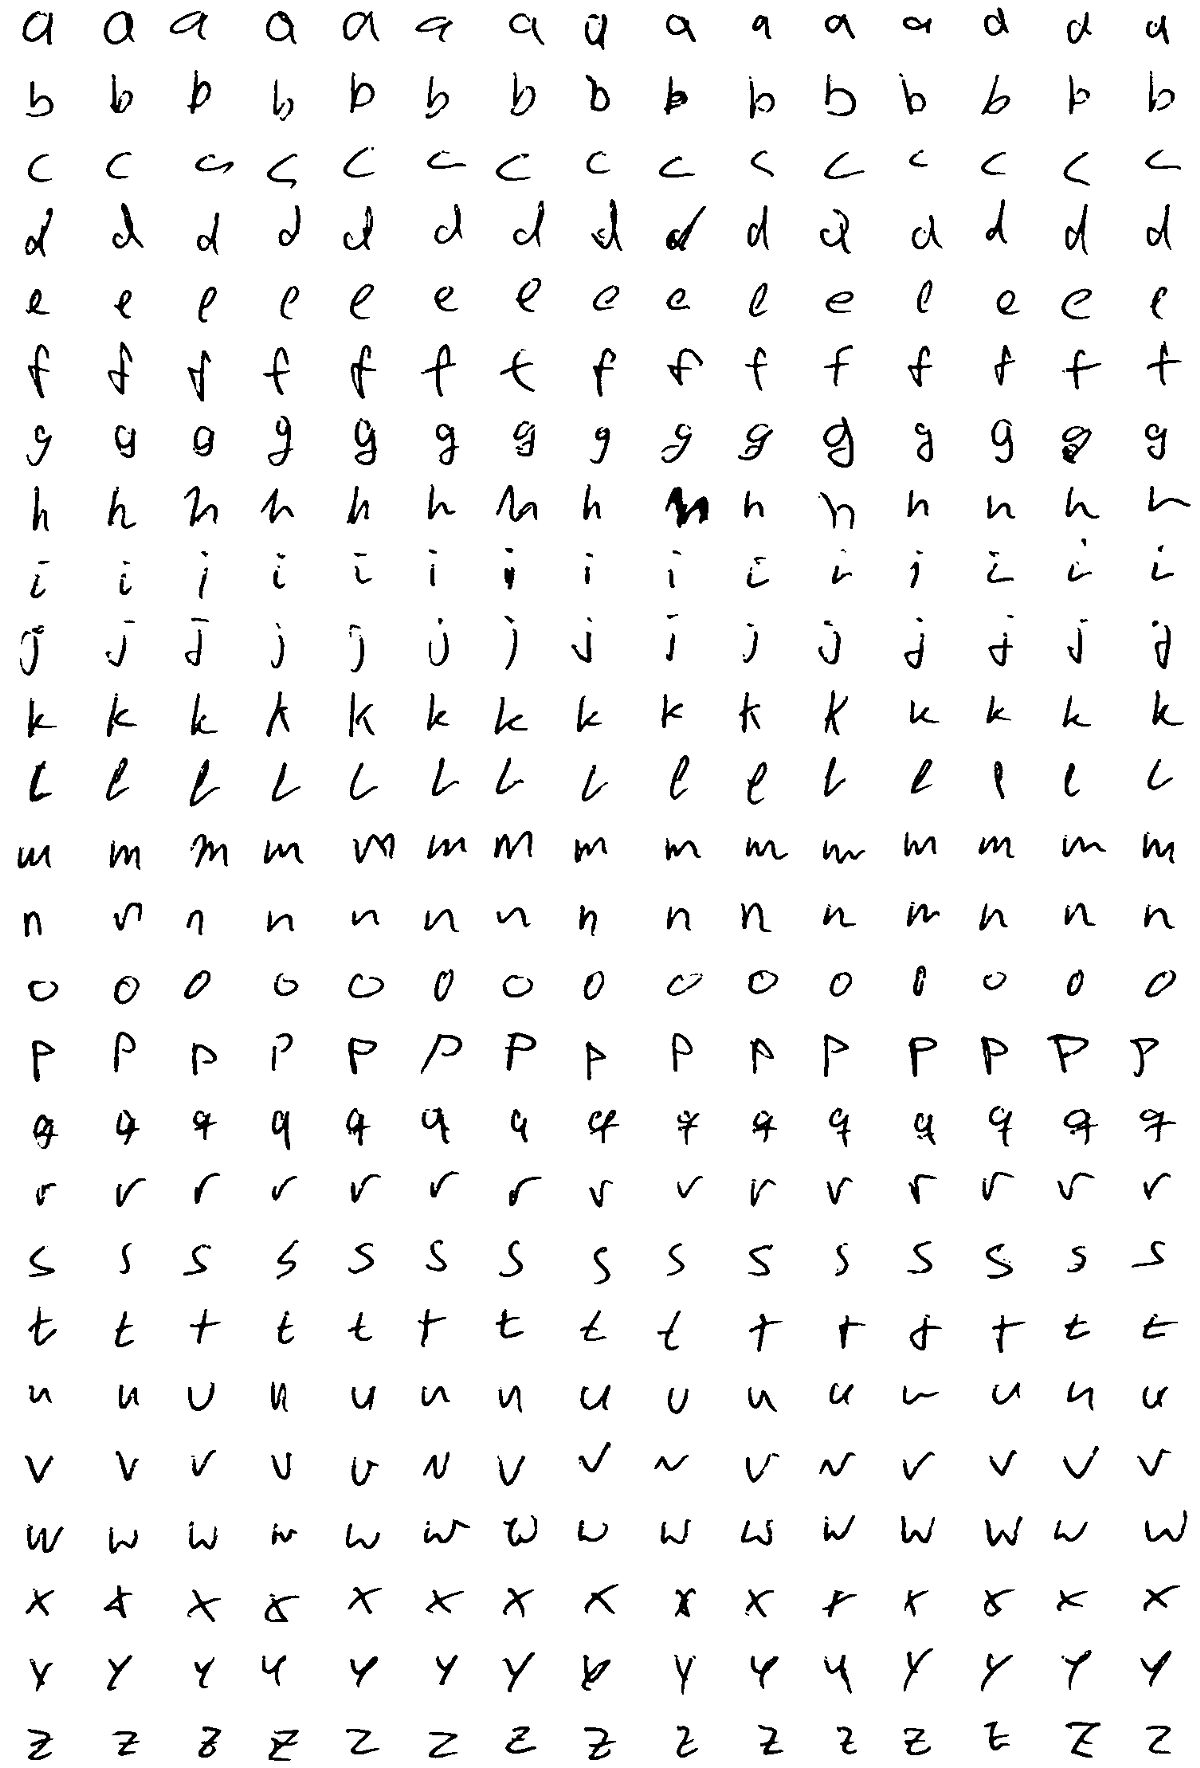 a a a a a a a a a a a a a a a
b b b b b b b b b b b b b b b
c c c c c c c c c c c c c c c
d d d d d d d d d d d d d d d
e e e e e e e e e e e e e e e
f f f f f f f f f f f f f f f
g g g g g g g g g g g g g g g
h h h h h h h h h h h h h h h
i i i i i i i i i i i i i i i
j j j j j j j j j j j j j j j
k k k k k k k k k k k k k k k
l l l l l l l l l l l l l l l
m m m m m m m m m m m m m m m
n n n n n n n n n n n n n n n
o o o o o o o o o o o o o o o
p p p p p p p p p p p p p p p
q q q q q q q q q q q q q q q
r r r r r r r r r r r r r r r
s s s s s s s s s s s s s s s
t t t t t t t t t t t t t t t
u u u u u u u u u u u u u u u
v v v v v v v v v v v v v v v
w w w w w w w w w w w w w w w
x x x x x x x x x x x x x x x
y y y y y y y y y y y y y y y
z z z z z z z z z z z z z z z